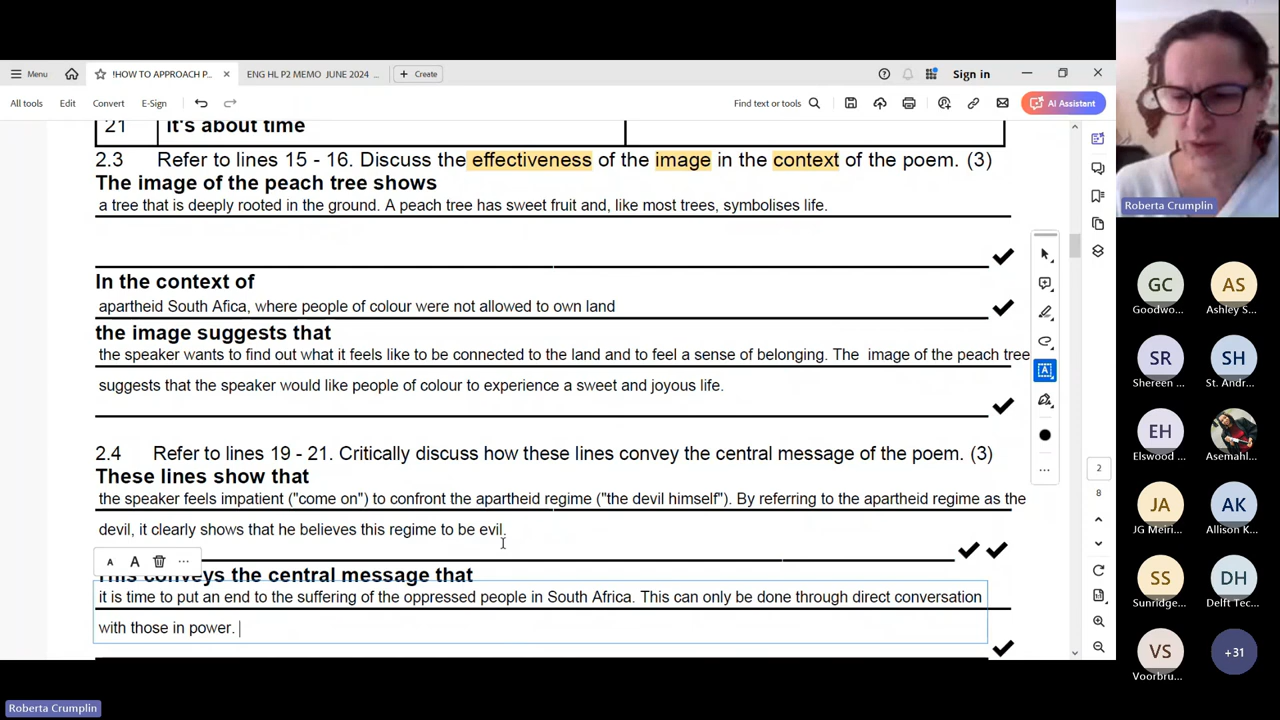 Menu
!HOW TO APPROACH P...
ENG HL P2 MEMO JUNE 2024 ...
Create
Sign in
All tools
Edit
Convert
E-Sign
Find text or tools
AI Assistant
21 It's about time
2.3 Refer to lines 15 - 16. Discuss the effectiveness of the image in the context of the poem. (3)
The image of the peach tree shows
a tree that is deeply rooted in the ground. A peach tree has sweet fruit and, like most trees, symbolises life.
In the context of
apartheid South Afica, where people of colour were not allowed to own land
the image suggests that
the speaker wants to find out what it feels like to be connected to the land and to feel a sense of belonging. The image of the peach tree
suggests that the speaker would like people of colour to experience a sweet and joyous life.
2.4 Refer to lines 19 - 21. Critically discuss how these lines convey the central message of the poem. (3)
These lines show that
the speaker feels impatient ("come on") to confront the apartheid regime ("the devil himself"). By referring to the apartheid regime as the
devil, it clearly shows that he believes this regime to be evil.
A A ...
This conveys the central message that
it is time to put an end to the suffering of the oppressed people in South Africa. This can only be done through direct conversation
with those in power.
2
8
Roberta Crumplin
GC
Goodwo...
AS
Ashley S...
SR
Shereen ...
SH
St. Andr...
EH
Elswood ...
Asemahl...
JA
JG Meiri...
AK
Allison K...
SS
Sunridge...
DH
Delft Tec...
VS
Voorbru...
+31
Roberta Crumplin